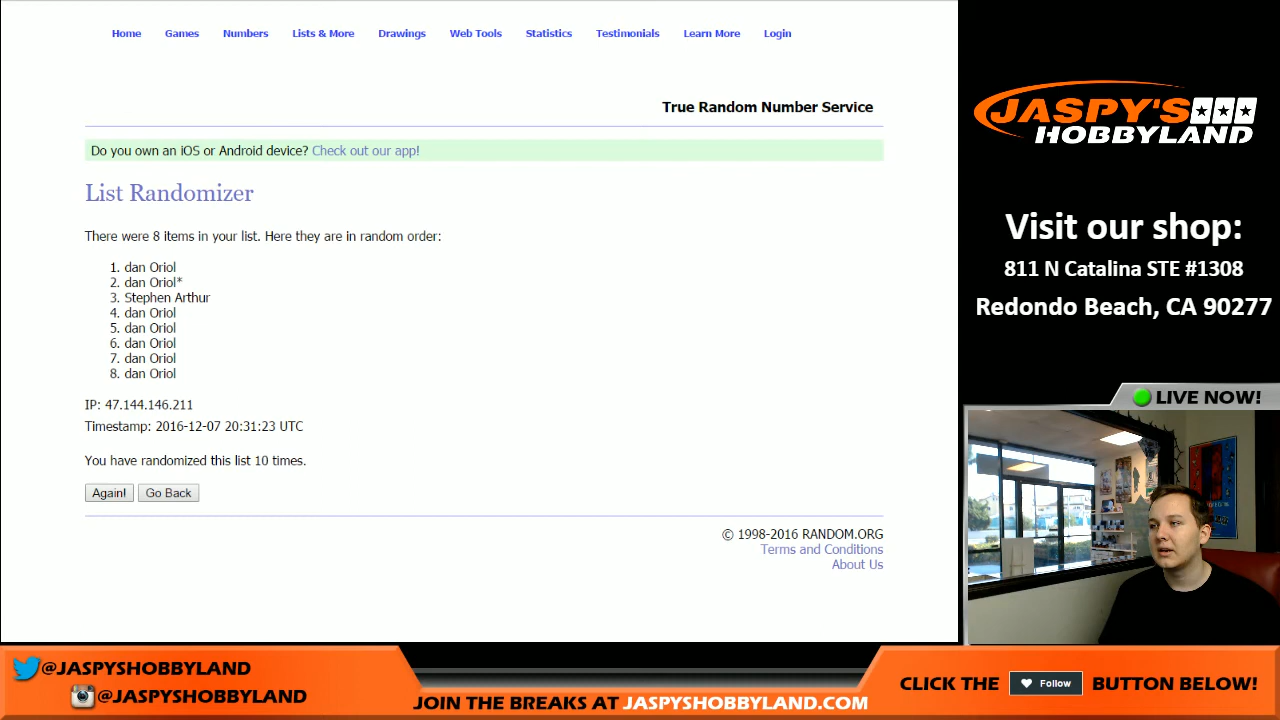 Home Games Numbers Lists & More Drawings Web Tools Statistics Testimonials Learn More Login
True Random Number Service
Do you own an iOS or Android device? Check out our app!
List Randomizer
There were 8 items in your list. Here they are in random order:
1. dan Oriol
2. dan Oriol*
3. Stephen Arthur
4. dan Oriol
5. dan Oriol
6. dan Oriol
7. dan Oriol
8. dan Oriol
IP: 47.144.146.211
Timestamp: 2016-12-07 20:31:23 UTC
You have randomized this list 10 times.
Again! Go Back
© 1998-2016 RANDOM.ORG
Terms and Conditions
About Us
JASPY'S
HOBBYLAND
Visit our shop:
811 N Catalina STE #1308
Redondo Beach, CA 90277
LIVE NOW!
@JASPYSHOBBYLAND
@JASPYSHOBBYLAND
JOIN THE BREAKS AT JASPYSHOBBYLAND.COM
CLICK THE Follow BUTTON BELOW!